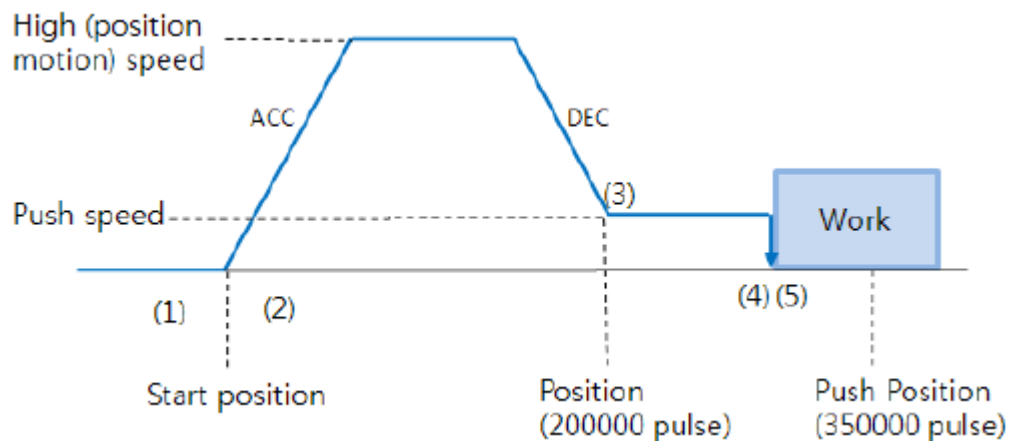 High (position
motion) speed
ACC
DEC
(3)
Push speed
Work
(1)
(2)
(4) (5)
Start position
Position
(200000 pulse)
Push Position
(350000 pulse)